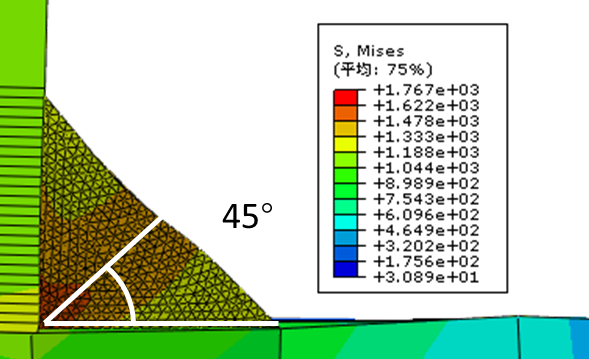 S, Mises
(平均: 75%)
+1.767e+03
+1.622e+03
+1.478e+03
+1.333e+03
+1.188e+03
+1.044e+03
+8.989e+02
+7.543e+02
+6.096e+02
+4.649e+02
+3.202e+02
+1.756e+02
+3.089e+01
45°